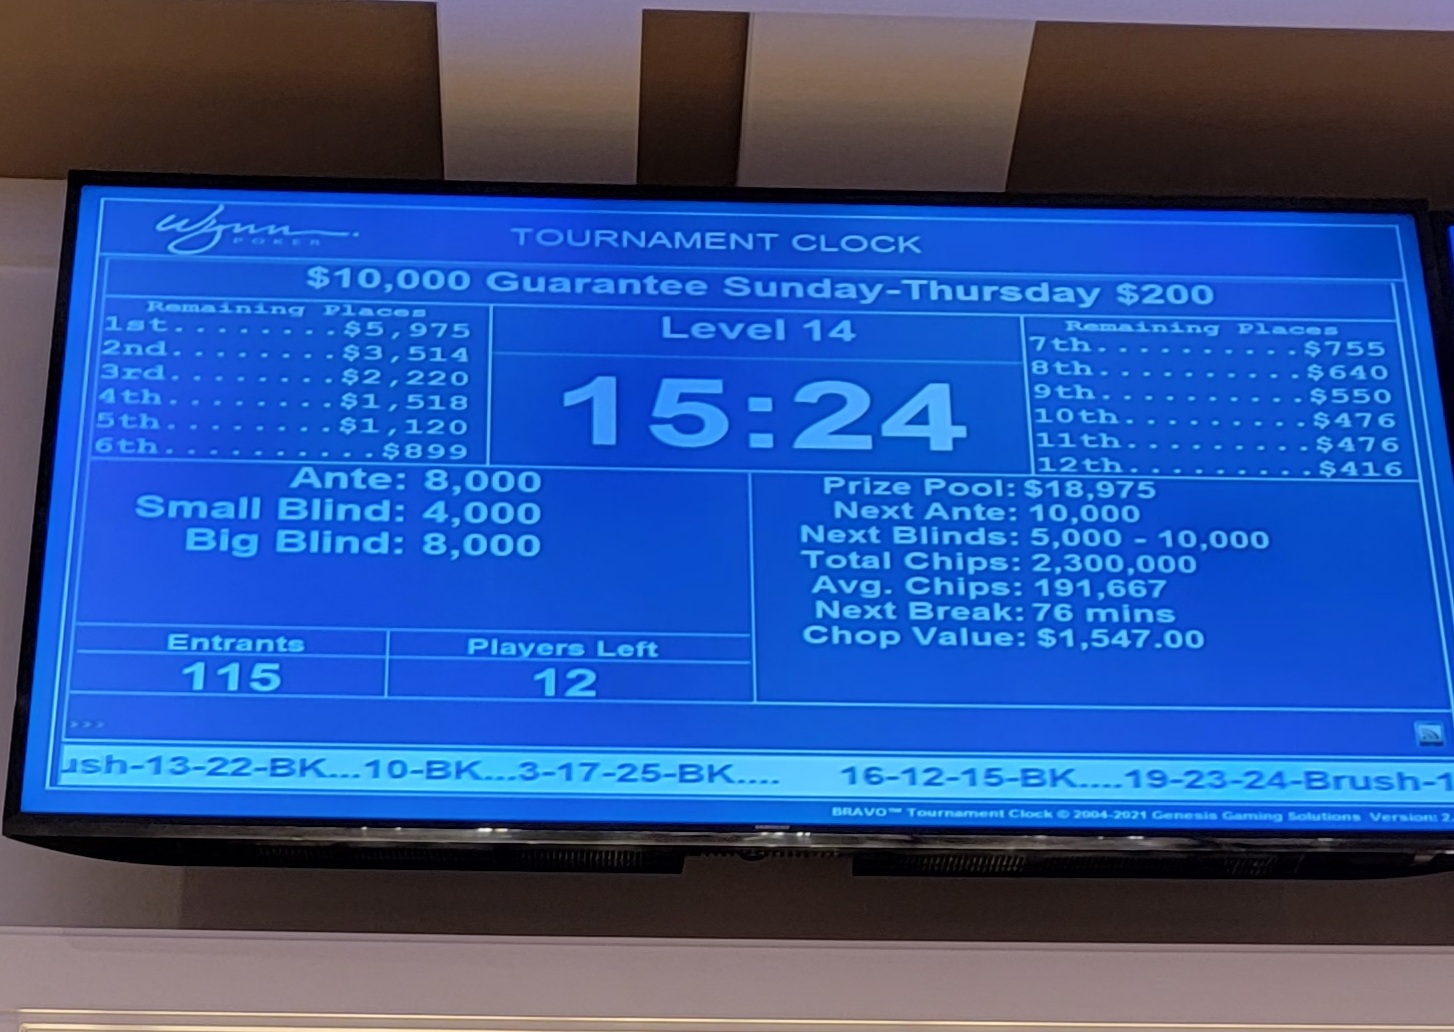 Wynn
POKER
TOURNAMENT CLOCK
$10,000 Guarantee Sunday-Thursday $200
Remaining Places
1st.........$5,975
2nd.........$3,514
3rd.........$2,220
4th.........$1,518
5th.........$1,120
6th...........$899
Level 14
15:24
Remaining Places
7th...........$755
8th...........$640
9th...........$550
10th..........$476
11th..........$476
12th..........$416
Ante: 8,000
Small Blind: 4,000
Big Blind: 8,000
Prize Pool: $18,975
Next Ante: 10,000
Next Blinds: 5,000 - 10,000
Total Chips: 2,300,000
Avg. Chips: 191,667
Next Break: 76 mins
Chop Value: $1,547.00
Entrants
115
Players Left
12
>>>
ush-13-22-BK...10-BK...3-17-25-BK.... 16-12-15-BK....19-23-24-Brush-1
BRAVO™ Tournament Clock © 2004-2021 Genesis Gaming Solutions Version: 2.